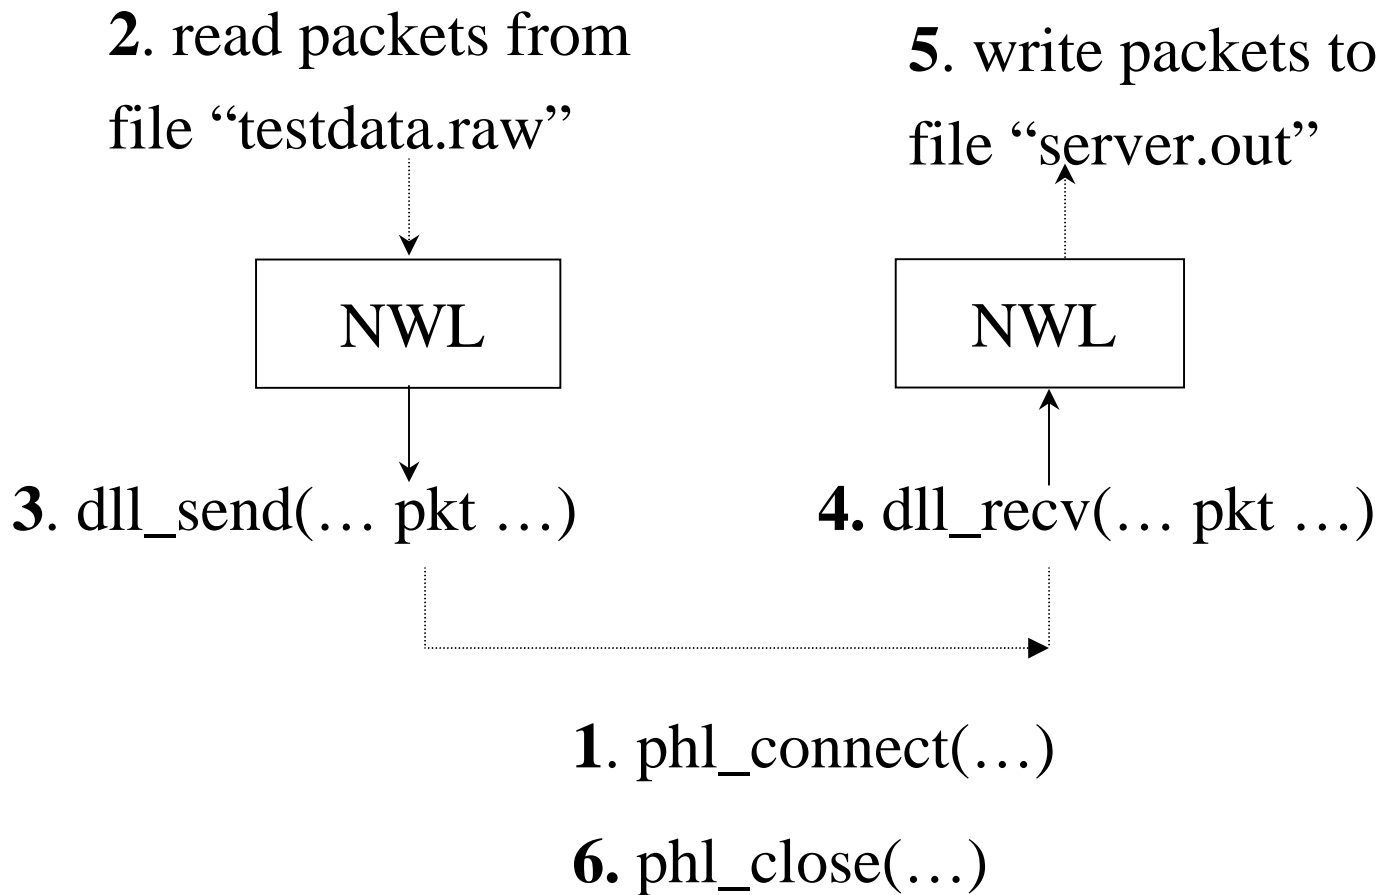 2. read packets from
file “testdata.raw”
5. write packets to
file “server.out”
NWL
NWL
3. dll_send(… pkt …)
4. dll_recv(… pkt …)
1. phl_connect(…)
6. phl_close(…)